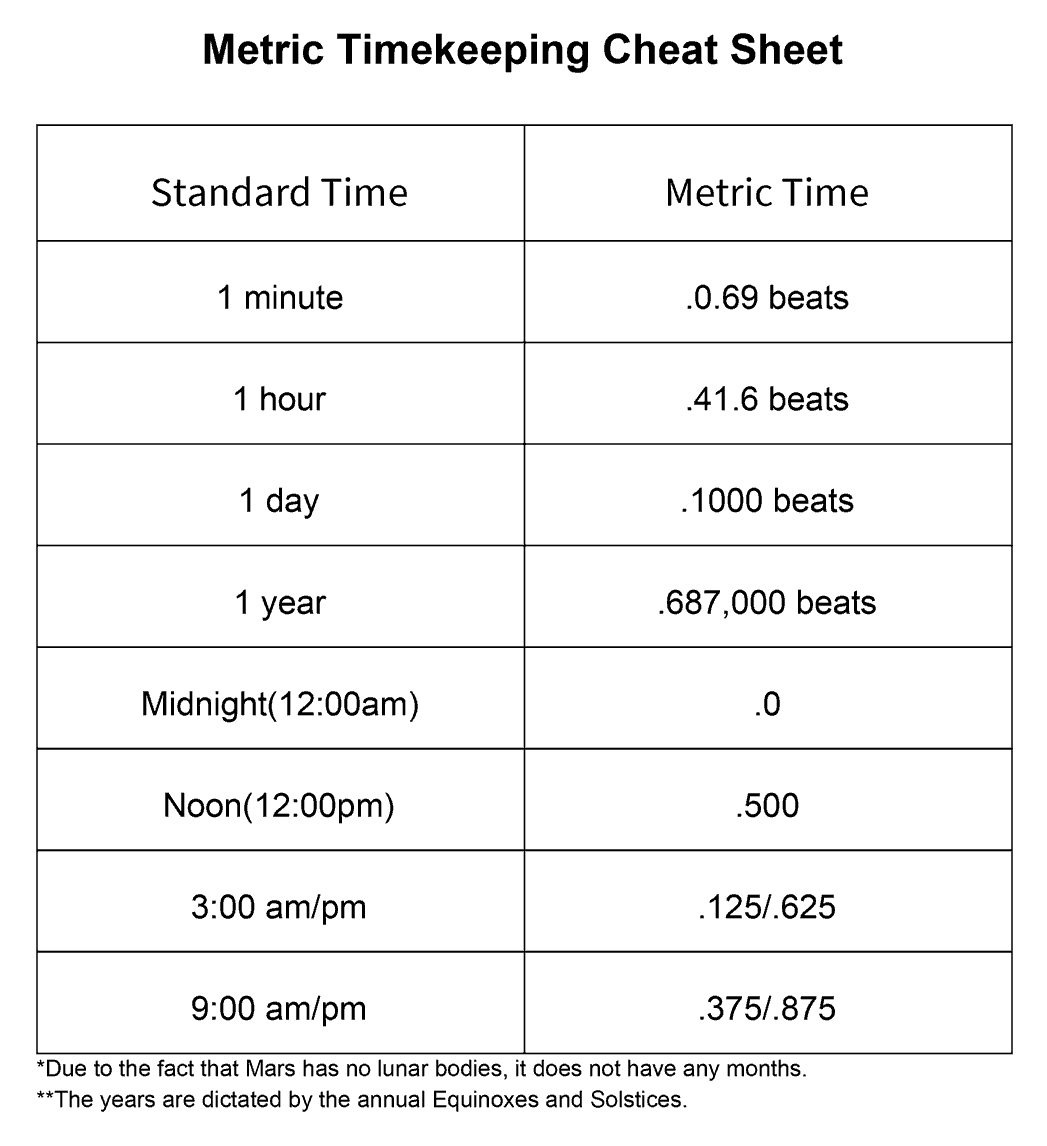 Metric Timekeeping Cheat Sheet
Standard Time Metric Time
1 minute .0.69 beats
1 hour .41.6 beats
1 day .1000 beats
1 year .687,000 beats
Midnight(12:00am) .0
Noon(12:00pm) .500
3:00 am/pm .125/.625
9:00 am/pm .375/.875
*Due to the fact that Mars has no lunar bodies, it does not have any months.
**The years are dictated by the annual Equinoxes and Solstices.